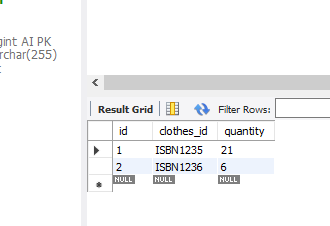 gint AI PK
rchar(255)
Result Grid Filter Rows:
id clothes_id quantity
1 ISBN1235 21
2 ISBN1236 6
NULL NULL NULL